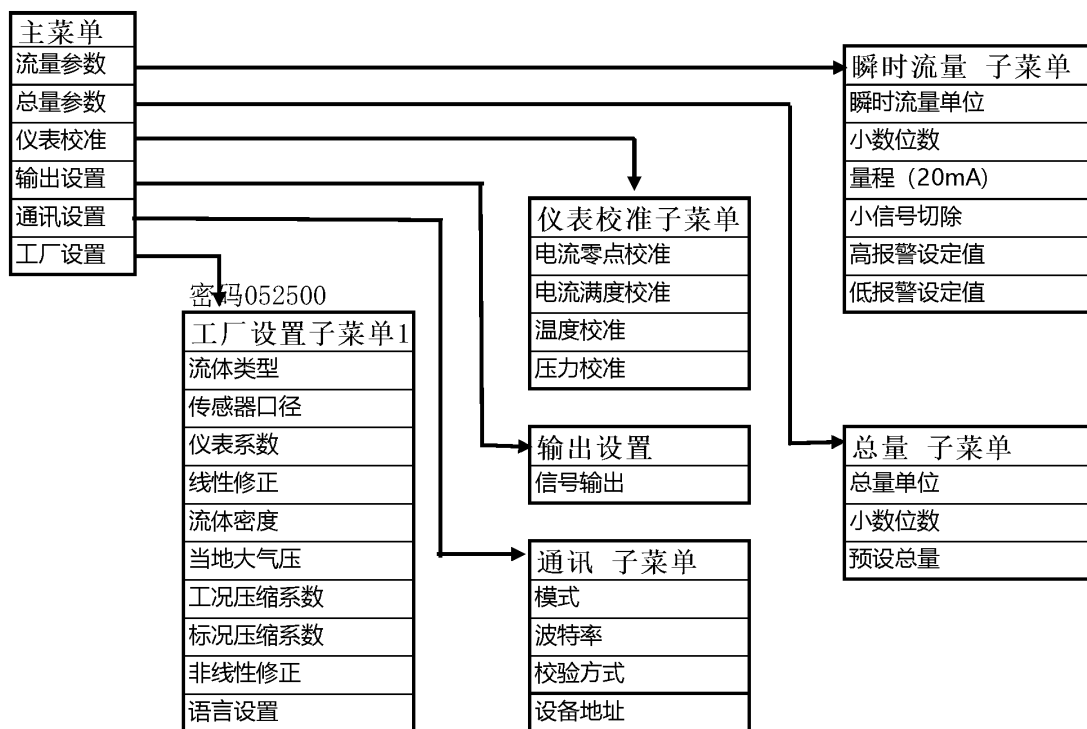 主菜单
流量参数
总量参数
仪表校准
输出设置
通讯设置
工厂设置
密码052500
工厂设置子菜单1
流体类型
传感器口径
仪表系数
线性修正
流体密度
当地大气压
工况压缩系数
标况压缩系数
非线性修正
语言设置
仪表校准子菜单
电流零点校准
电流满度校准
温度校准
压力校准
输出设置
信号输出
通讯 子菜单
模式
波特率
校验方式
设备地址
瞬时流量 子菜单
瞬时流量单位
小数位数
量程（20mA）
小信号切除
高报警设定值
低报警设定值
总量 子菜单
总量单位
小数位数
预设总量